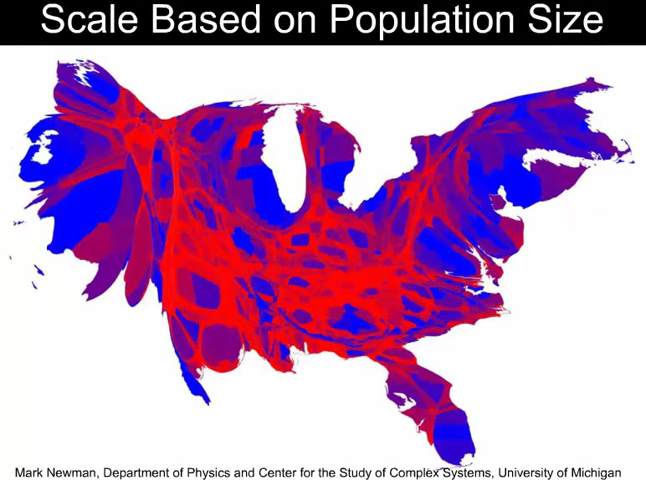 Scale Based on Population Size
Mark Newman, Department of Physics and Center for the Study of Complex Systems, University of Michigan